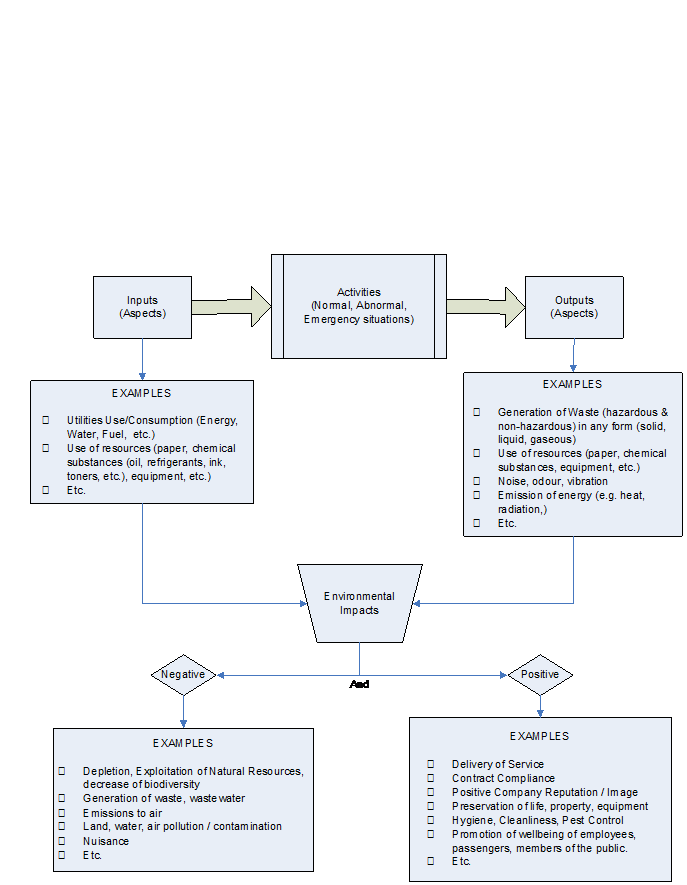 Inputs
(Aspects)
Activities
(Normal, Abnormal,
Emergency situations)
Outputs
(Aspects)
EXAMPLES
Utilities Use/Consumption (Energy,
Water, Fuel, etc.)
Use of resources (paper, chemical
substances (oil, refrigerants, ink,
toners, etc.), equipment, etc.)
Etc.
EXAMPLES
Generation of Waste (hazardous &
non-hazardous) in any form (solid,
liquid, gaseous)
Use of resources (paper, chemical
substances, equipment, etc.)
Noise, odour, vibration
Emission of energy (e.g. heat,
radiation,)
Etc.
Environmental
Impacts
Negative
And
Positive
EXAMPLES
Depletion, Exploitation of Natural Resources,
decrease of biodiversity
Generation of waste, wastewater
Emissions to air
Land, water, air pollution / contamination
Nuisance
Etc.
EXAMPLES
Delivery of Service
Contract Compliance
Positive Company Reputation / Image
Preservation of life, property, equipment
Hygiene, Cleanliness, Pest Control
Promotion of wellbeing of employees,
passengers, members of the public.
Etc.